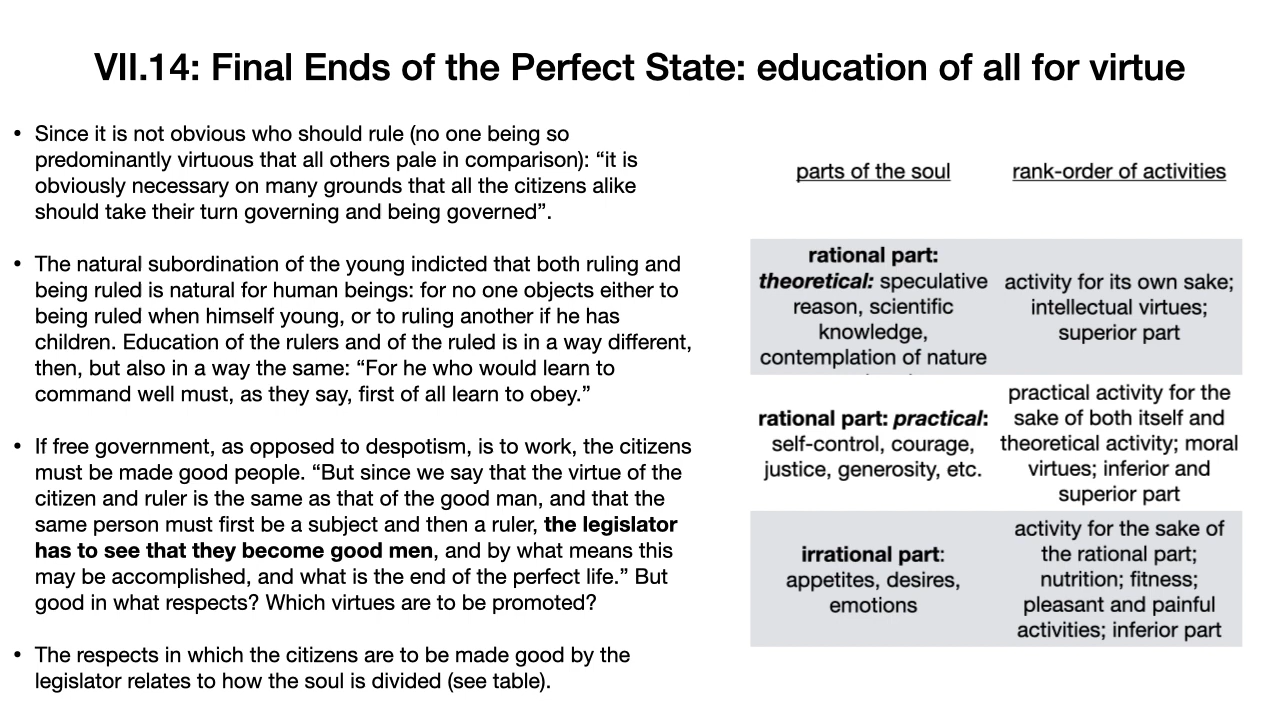 VII.14: Final Ends of the Perfect State: education of all for virtue
• Since it is not obvious who should rule (no one being so
predominantly virtuous that all others pale in comparison): “it is
obviously necessary on many grounds that all the citizens alike
should take their turn governing and being governed”.
• The natural subordination of the young indicted that both ruling and
being ruled is natural for human beings: for no one objects either to
being ruled when himself young, or to ruling another if he has
children. Education of the rulers and of the ruled is in a way different,
then, but also in a way the same: “For he who would learn to
command well must, as they say, first of all learn to obey.”
• If free government, as opposed to despotism, is to work, the citizens
must be made good people. “But since we say that the virtue of the
citizen and ruler is the same as that of the good man, and that the
same person must first be a subject and then a ruler, the legislator
has to see that they become good men, and by what means this
may be accomplished, and what is the end of the perfect life.” But
good in what respects? Which virtues are to be promoted?
• The respects in which the citizens are to be made good by the
legislator relates to how the soul is divided (see table).
parts of the soul
rank-order of activities
rational part:
theoretical: speculative
reason, scientific
knowledge,
contemplation of nature
activity for its own sake;
intellectual virtues;
superior part
rational part: practical:
self-control, courage,
justice, generosity, etc.
practical activity for the
sake of both itself and
theoretical activity; moral
virtues; inferior and
superior part
irrational part:
appetites, desires,
emotions
activity for the sake of
the rational part;
nutrition; fitness;
pleasant and painful
activities; inferior part